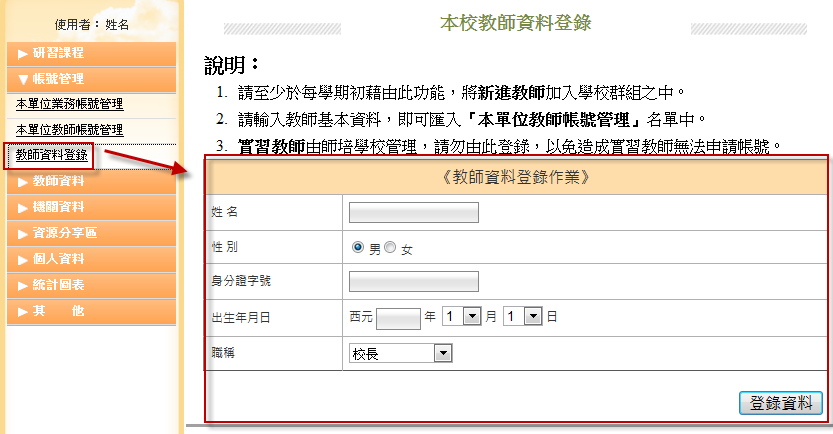 使用者：姓名
▶ 研習課程
▼帳號管理
本單位業務帳號管理
本單位教師帳號管理
教師資料登錄
▶ 教師資料
▶ 機關資料
▶ 資源分享區
▶ 個人資料
▶ 統計圖表
▶ 其　　他
本校教師資料登錄
說明：
1. 請至少於每學期初藉由此功能，將新進教師加入學校群組之中。
2. 請輸入教師基本資料，即可匯入「本單位教師帳號管理」名單中。
3. 實習教師由師培學校管理，請勿由此登錄，以免造成實習教師無法申請帳號。
《教師資料登錄作業》
姓 名
性 別 男 女
身分證字號
出生年月日 西元 年 1 月 1 日
職稱 校長
登錄資料